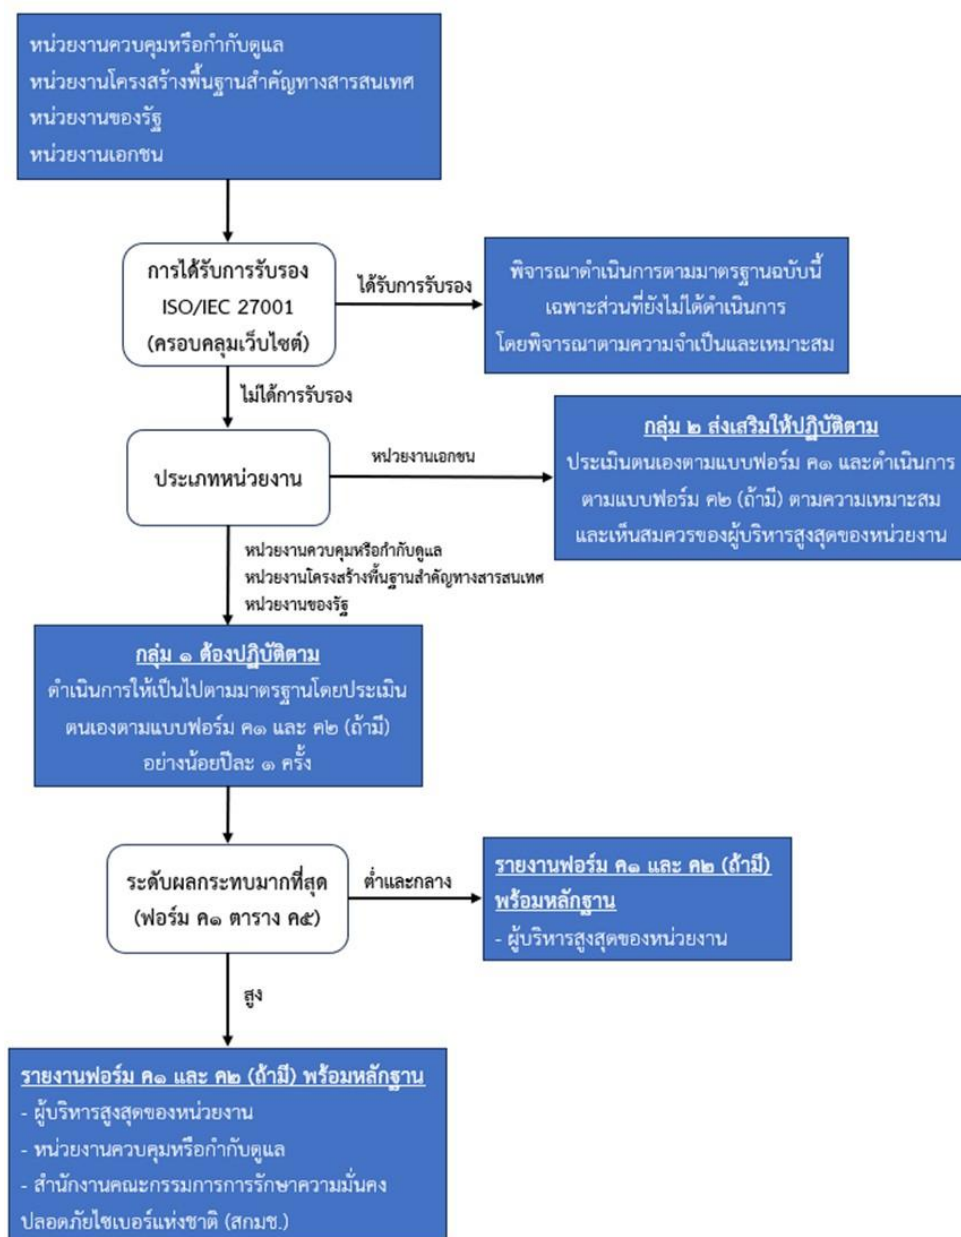 หน่วยงานควบคุมหรือกำกับดูแล
หน่วยงานโครงสร้างพื้นฐานสำคัญทางสารสนเทศ
หน่วยงานของรัฐ
หน่วยงานเอกชน
การได้รับการรับรอง
ISO/IEC 27001
(ครอบคลุมเว็บไซต์)
ได้รับการรับรอง
พิจารณาดำเนินการตามมาตรฐานฉบับนี้
เฉพาะส่วนที่ยังไม่ได้ดำเนินการ
โดยพิจารณาตามความจำเป็นและเหมาะสม
ไม่ได้การรับรอง
ประเภทหน่วยงาน
หน่วยงานเอกชน
กลุ่ม ๒ ส่งเสริมให้ปฏิบัติตาม
ประเมินตนเองตามแบบฟอร์ม ค๑ และดำเนินการ
ตามแบบฟอร์ม ค๒ (ถ้ามี) ตามความเหมาะสม
และเห็นสมควรของผู้บริหารสูงสุดของหน่วยงาน
หน่วยงานควบคุมหรือกำกับดูแล
หน่วยงานโครงสร้างพื้นฐานสำคัญทางสารสนเทศ
หน่วยงานของรัฐ
กลุ่ม ๑ ต้องปฏิบัติตาม
ดำเนินการให้เป็นไปตามมาตรฐานโดยประเมิน
ตนเองตามแบบฟอร์ม ค๑ และ ค๒ (ถ้ามี)
อย่างน้อยปีละ ๑ ครั้ง
ระดับผลกระทบมากที่สุด
(ฟอร์ม ค๑ ตาราง ค๕)
ต่ำและกลาง
รายงานฟอร์ม ค๑ และ ค๒ (ถ้ามี)
พร้อมหลักฐาน
- ผู้บริหารสูงสุดของหน่วยงาน
สูง
รายงานฟอร์ม ค๑ และ ค๒ (ถ้ามี) พร้อมหลักฐาน
- ผู้บริหารสูงสุดของหน่วยงาน
- หน่วยงานควบคุมหรือกำกับดูแล
- สำนักงานคณะกรรมการการรักษาความมั่นคง
ปลอดภัยไซเบอร์แห่งชาติ (สกมช.)